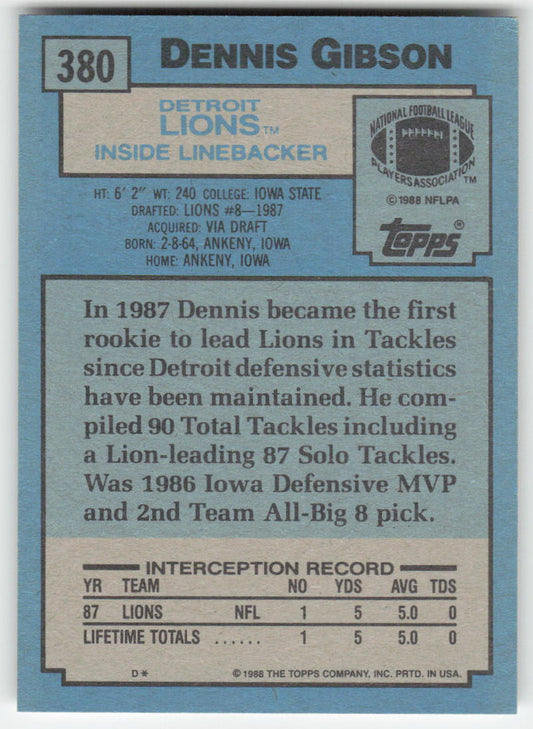 380
DENNIS GIBSON
DETROIT
LIONS™
INSIDE LINEBACKER
NATIONAL FOOTBALL LEAGUE
PLAYERS ASSOCIATION™
©1988 NFLPA
topps®
HT: 6' 2" WT: 240 COLLEGE: IOWA STATE
DRAFTED: LIONS #8—1987
ACQUIRED: VIA DRAFT
BORN: 2-8-64, ANKENY, IOWA
HOME: ANKENY, IOWA
In 1987 Dennis became the first
rookie to lead Lions in Tackles
since Detroit defensive statistics
have been maintained. He com-
piled 90 Total Tackles including
a Lion-leading 87 Solo Tackles.
Was 1986 Iowa Defensive MVP
and 2nd Team All-Big 8 pick.
INTERCEPTION RECORD
YR TEAM NO YDS AVG TDS
87 LIONS NFL 1 5 5.0 0
LIFETIME TOTALS ...... 1 5 5.0 0
D* ©1988 THE TOPPS COMPANY, INC. PRTD. IN USA.